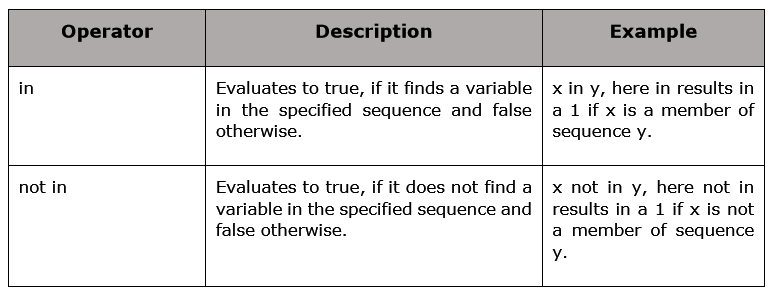 Operator Description Example
in
Evaluates to true, if it finds a variable
in the specified sequence and false
otherwise.
x in y, here in results in
a 1 if x is a member of
sequence y.
not in
Evaluates to true, if it does not find a
variable in the specified sequence and
false otherwise.
x not in y, here not in
results in a 1 if x is not
a member of sequence
y.